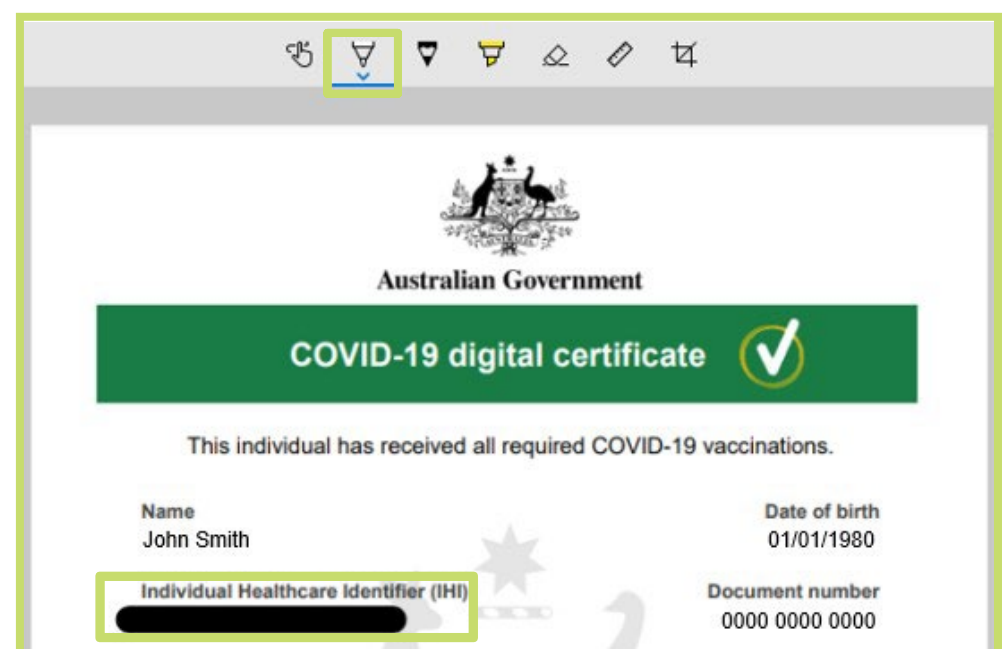 Australian Government
COVID-19 digital certificate
This individual has received all required COVID-19 vaccinations.
Name
Date of birth
John Smith
01/01/1980
Individual Healthcare Identifier (IHI)
Document number
0000 0000 0000